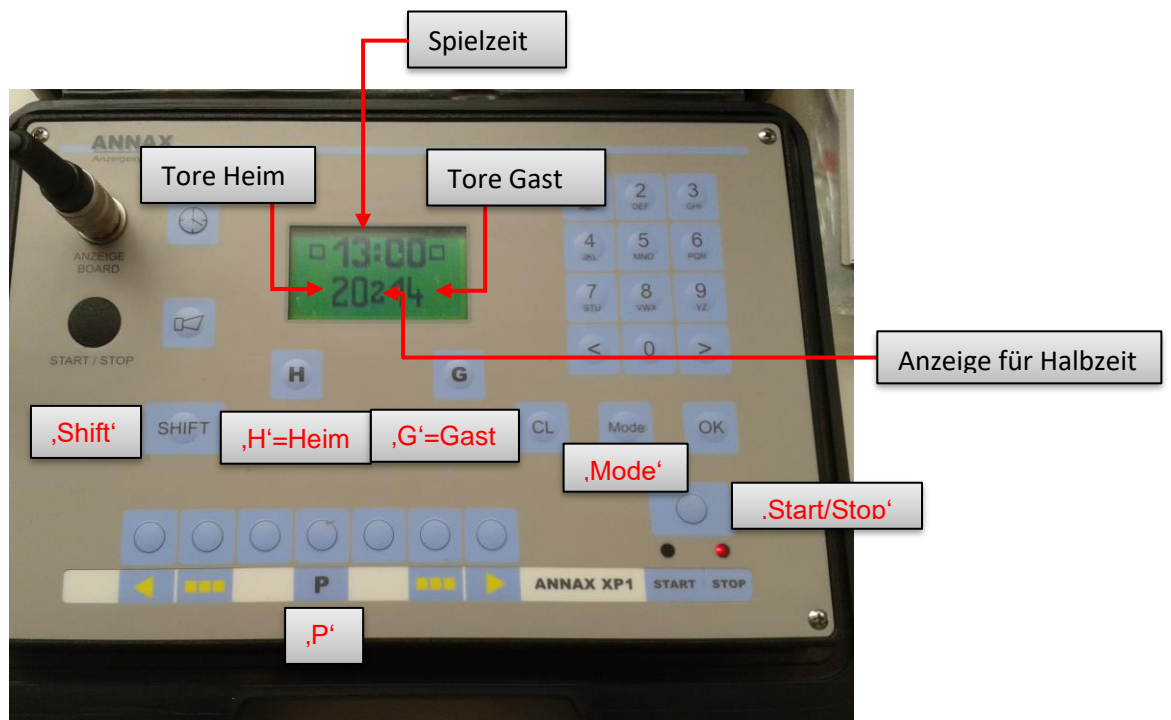 Spielzeit
ANNAX
Tore Heim
Tore Gast
2
DEF
3
GHI
4
JKL
5
MNO
6
PQR
7
STU
8
VWX
9
YZ
< 0 >
13:00
20 2 14
ANZEIGE
BOARD
START / STOP
Anzeige für Halbzeit
H
G
‚Shift‘
SHIFT
‚H‘=Heim
‚G‘=Gast
CL
Mode
OK
‚Mode‘
‚Start/Stop‘
P
ANNAX XP1
START
STOP
‚P‘